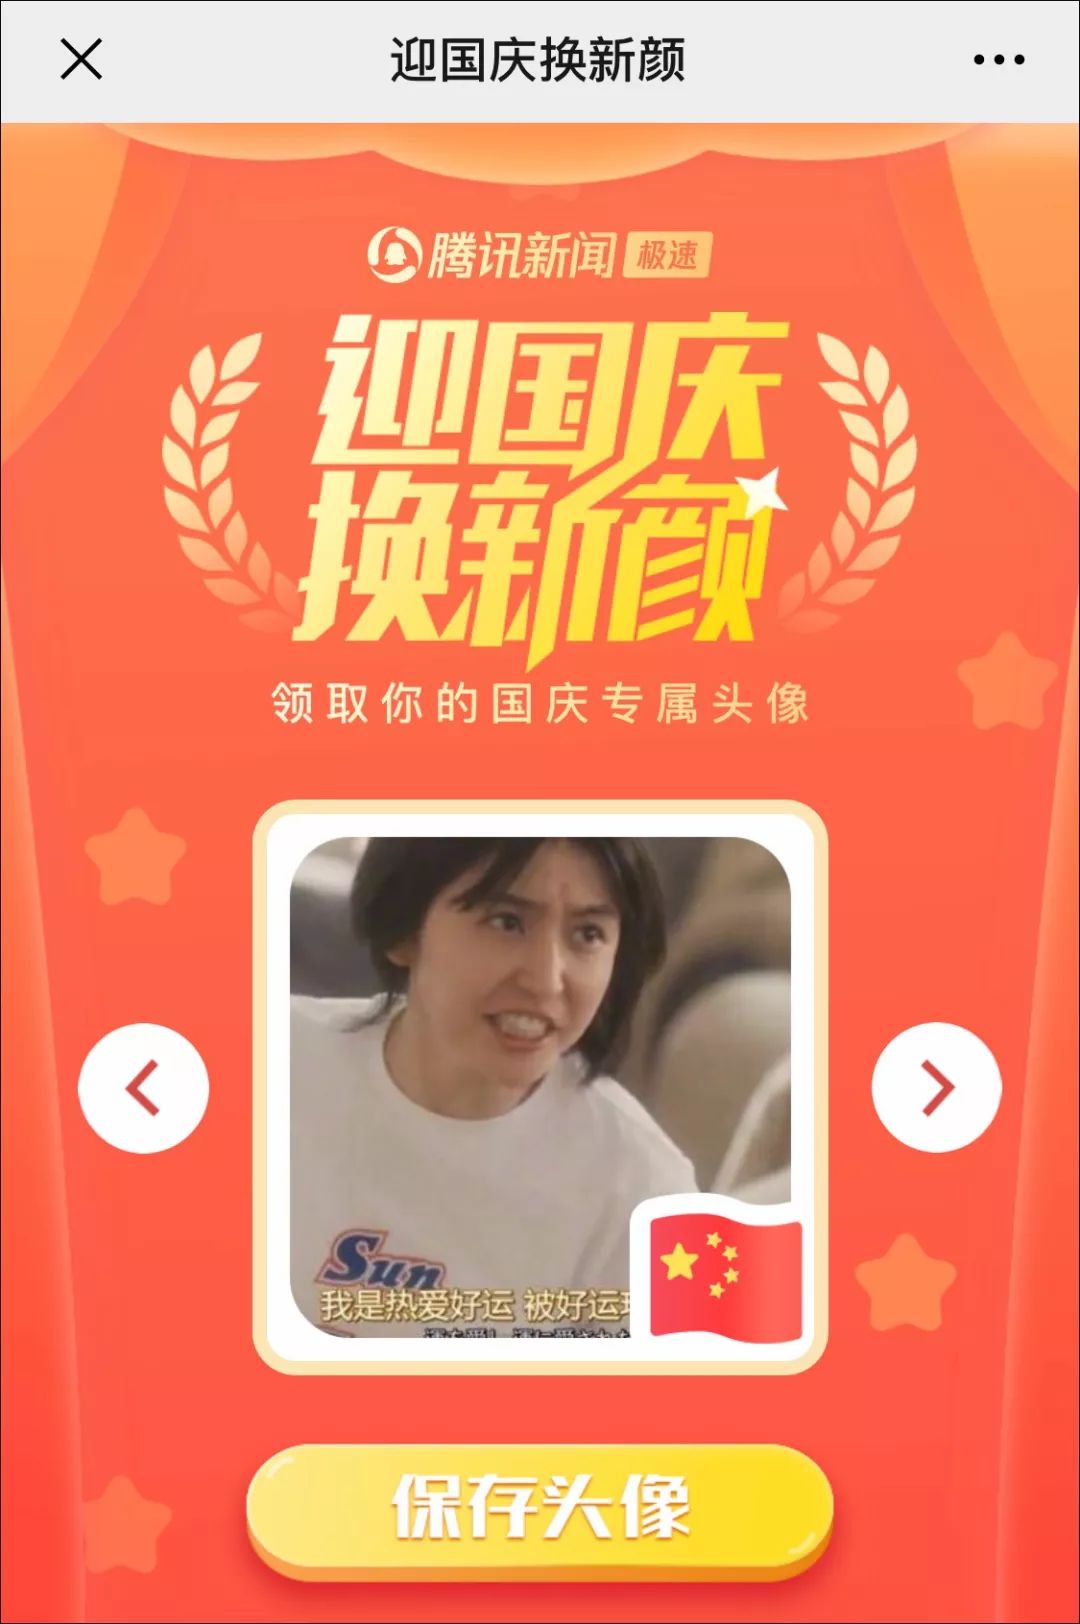 迎国庆换新颜
腾讯新闻 极速
迎国庆
换新颜
领取你的国庆专属头像
Sun
我是热爱好运 被好运
保存头像